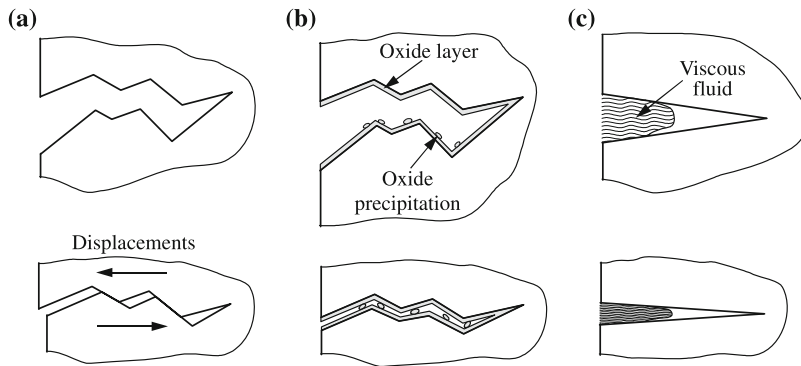 (a)
(b)
(c)
Oxide layer
Viscous
fluid
Oxide
precipitation
Displacements